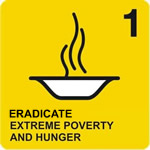 1
ERADICATE
EXTREME POVERTY
AND HUNGER